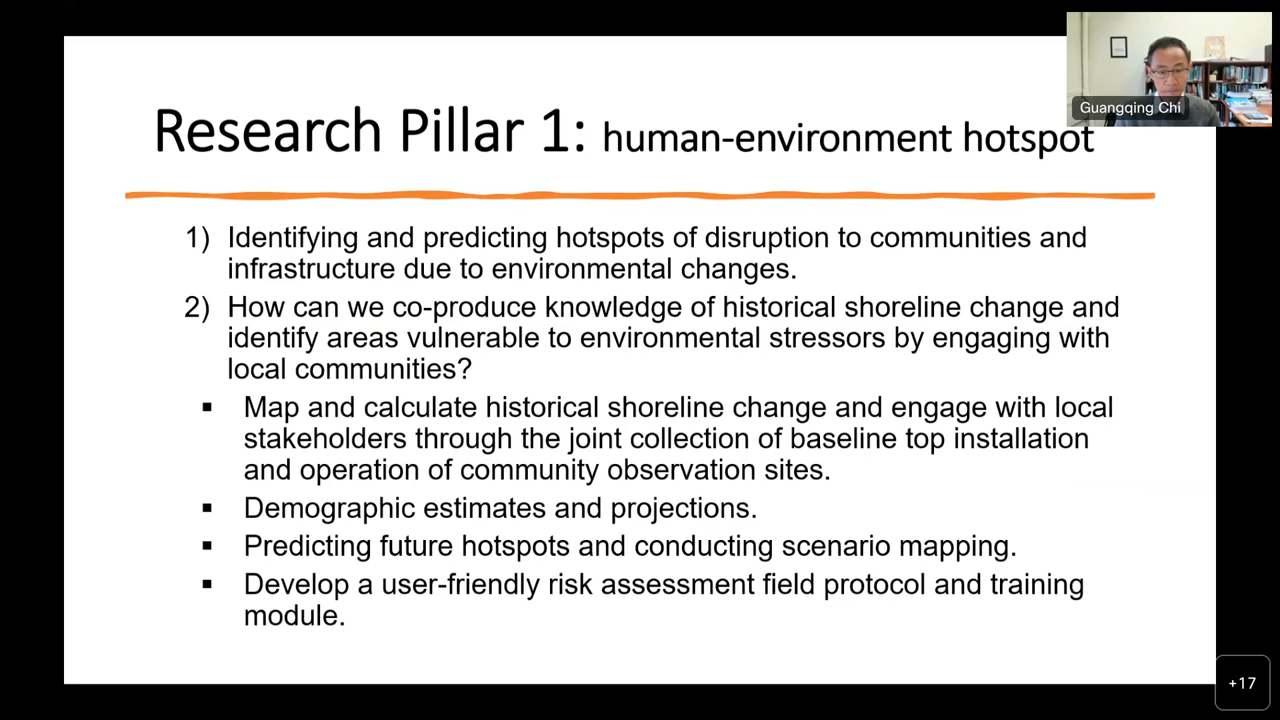 Research Pillar 1: human-environment hotspot
Guangqing Chi
1) Identifying and predicting hotspots of disruption to communities and
infrastructure due to environmental changes.
2) How can we co-produce knowledge of historical shoreline change and
identify areas vulnerable to environmental stressors by engaging with
local communities?
▪ Map and calculate historical shoreline change and engage with local
stakeholders through the joint collection of baseline top installation
and operation of community observation sites.
▪ Demographic estimates and projections.
▪ Predicting future hotspots and conducting scenario mapping.
▪ Develop a user-friendly risk assessment field protocol and training
module.
+17